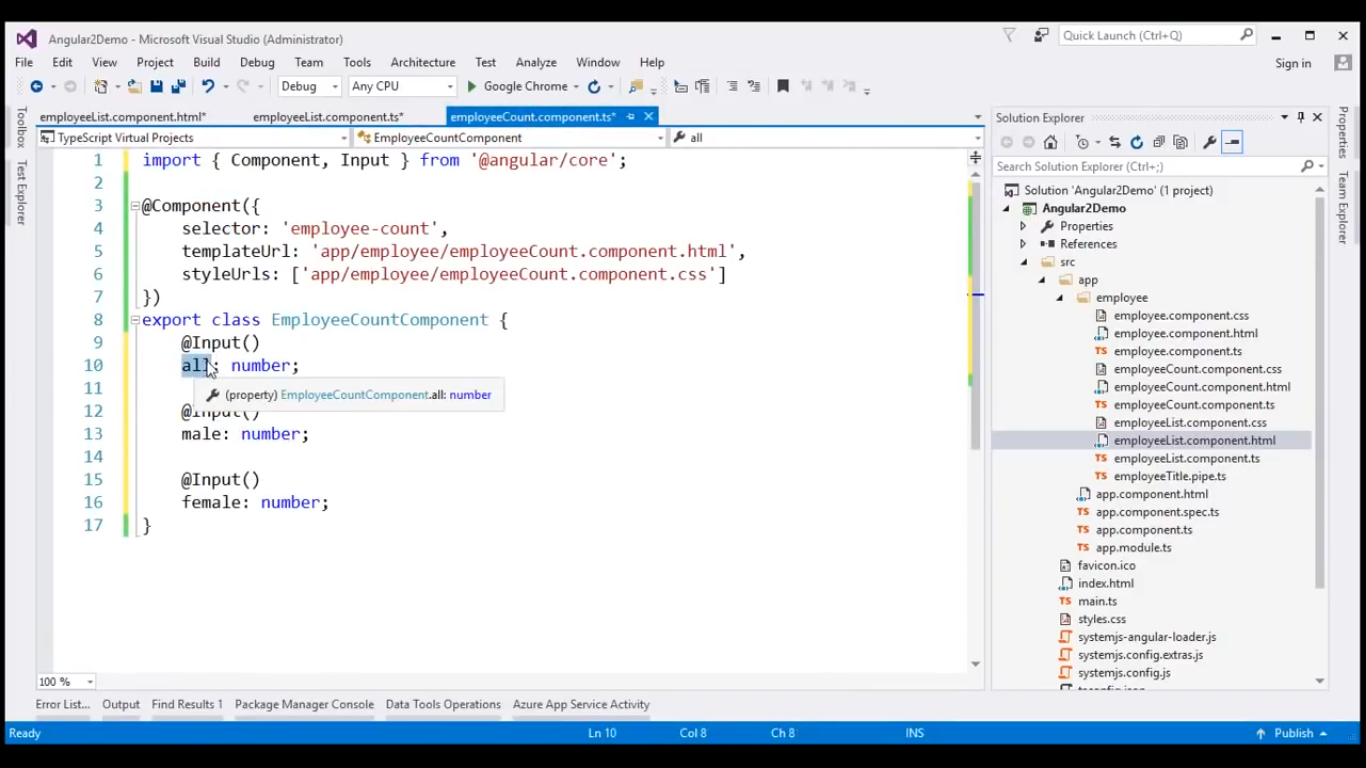 Angular2Demo - Microsoft Visual Studio (Administrator)
Quick Launch (Ctrl+Q)
File Edit View Project Build Debug Team Tools Architecture Test Analyze Window Help
Sign in
Debug Any CPU Google Chrome
Toolbox
Test Explorer
employeeList.component.html*
employeeList.component.ts*
employeeCount.component.ts*
TypeScript Virtual Projects
EmployeeCountComponent
all
1 import { Component, Input } from '@angular/core';
2
3 @Component({
4 selector: 'employee-count',
5 templateUrl: 'app/employee/employeeCount.component.html',
6 styleUrls: ['app/employee/employeeCount.component.css']
7 })
8 export class EmployeeCountComponent {
9 @Input()
10 all: number;
11
(property) EmployeeCountComponent.all: number
12 @Input()
13 male: number;
14
15 @Input()
16 female: number;
17 }
100 %
Solution Explorer
Search Solution Explorer (Ctrl+;)
Solution 'Angular2Demo' (1 project)
Angular2Demo
Properties
References
src
app
employee
employee.component.css
employee.component.html
employee.component.ts
employeeCount.component.css
employeeCount.component.html
employeeCount.component.ts
employeeList.component.css
employeeList.component.html
employeeList.component.ts
employeeTitle.pipe.ts
app.component.html
app.component.spec.ts
app.component.ts
app.module.ts
favicon.ico
index.html
main.ts
styles.css
systemjs-angular-loader.js
systemjs.config.extras.js
systemjs.config.js
Properties
Team Explorer
Error List... Output Find Results 1 Package Manager Console Data Tools Operations Azure App Service Activity
Ready Ln 10 Col 8 Ch 8 INS Publish